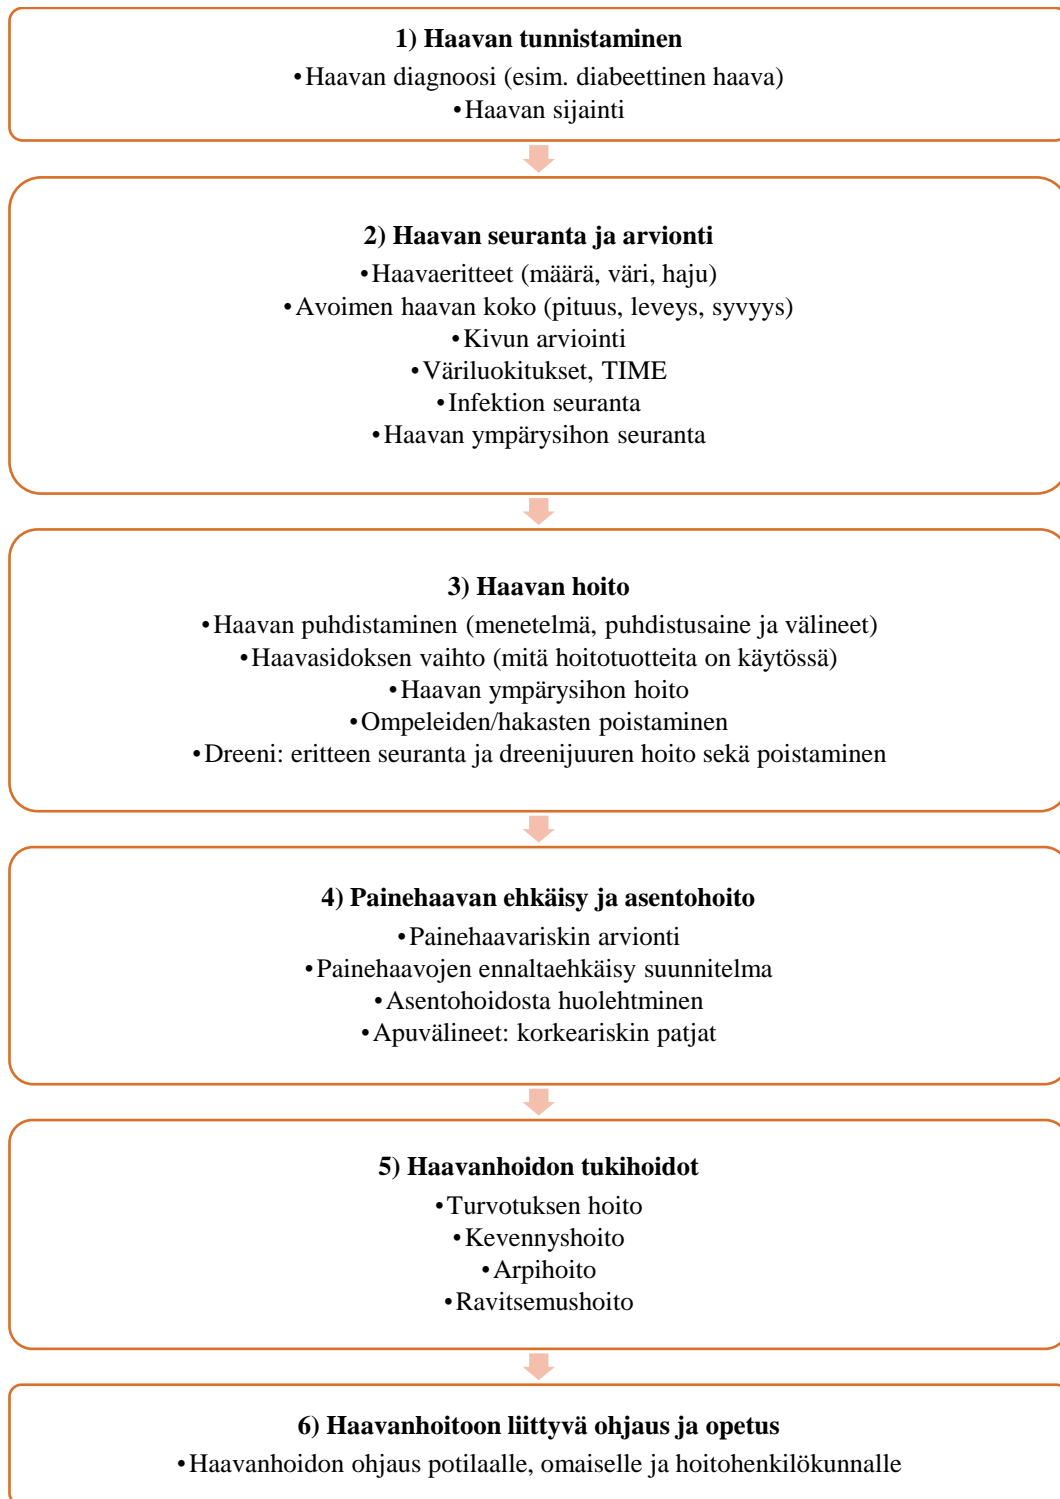 1) Haavan tunnistaminen
•Haavan diagnoosi (esim. diabeettinen haava)
•Haavan sijainti
2) Haavan seuranta ja arvionti
•Haavaeritteet (määrä, väri, haju)
•Avoimen haavan koko (pituus, leveys, syvyys)
•Kivun arviointi
•Väriluokitukset, TIME
•Infektion seuranta
•Haavan ympärysihon seuranta
3) Haavan hoito
•Haavan puhdistaminen (menetelmä, puhdistusaine ja välineet)
•Haavasidoksen vaihto (mitä hoitotuotteita on käytössä)
•Haavan ympärysihon hoito
•Ompeleiden/hakasten poistaminen
•Dreeni: eritteen seuranta ja dreenijuuren hoito sekä poistaminen
4) Painehaavan ehkäisy ja asentohoito
•Painehaavariskin arvionti
•Painehaavojen ennaltaehkäisy suunnitelma
•Asentohoidosta huolehtminen
•Apuvälineet: korkeariskin patjat
5) Haavanhoidon tukihoidot
•Turvotuksen hoito
•Kevennyshoito
•Arpihoito
•Ravitsemushoito
6) Haavanhoitoon liittyvä ohjaus ja opetus
•Haavanhoidon ohjaus potilaalle, omaiselle ja hoitohenkilökunnalle